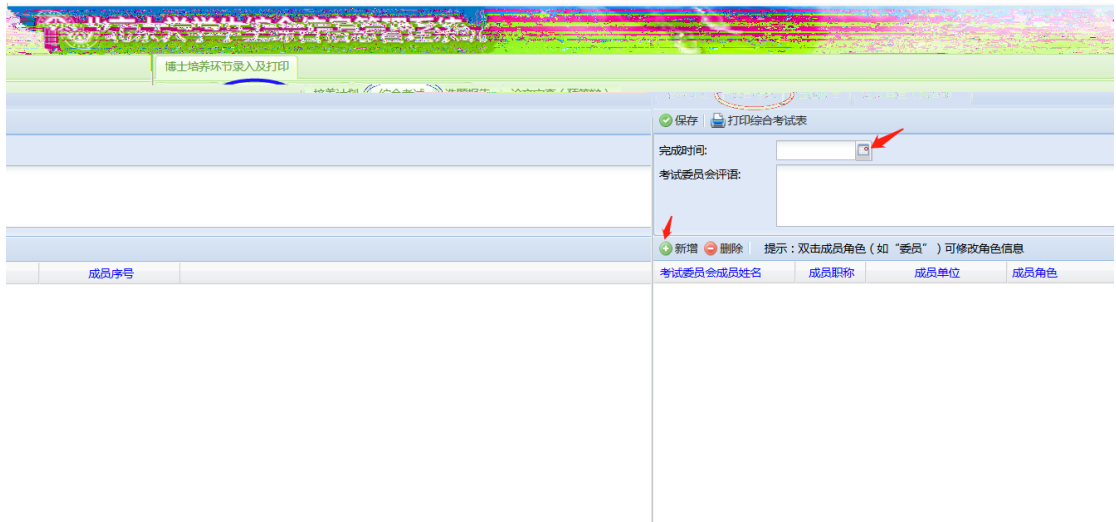 博士培养环节录入及打印
保存 打印综合考试表
完成时间:
考试委员会评语:
新增 删除 提示：双击成员角色（如“委员”）可修改角色信息
成员序号 考试委员会成员姓名 成员职称 成员单位 成员角色